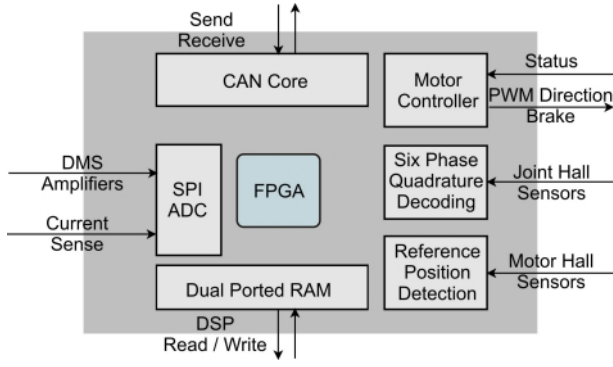 Send
Receive
CAN Core
Motor
Controller
Status
PWM Direction
Brake
DMS
Amplifiers
SPI
ADC
FPGA
Six Phase
Quadrature
Decoding
Joint Hall
Sensors
Current
Sense
Reference
Position
Detection
Motor Hall
Sensors
Dual Ported RAM
DSP
Read / Write